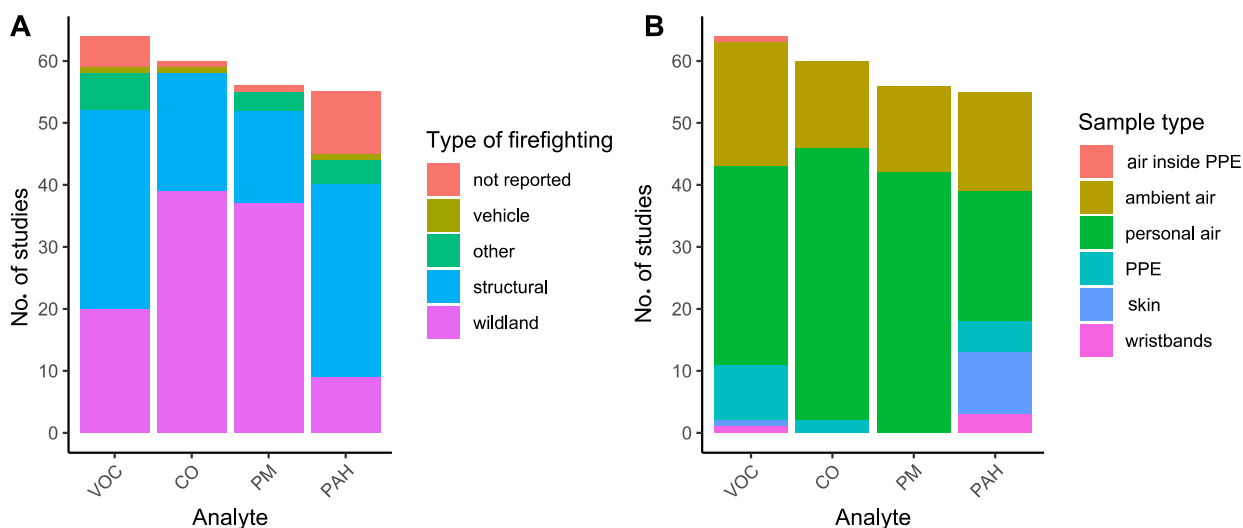 A
No. of studies
60
50
40
30
20
10
0
VOC
CO
PM
PAH
Analyte
Type of firefighting
not reported
vehicle
other
structural
wildland
B
No. of studies
60
50
40
30
20
10
0
VOC
CO
PM
PAH
Analyte
Sample type
air inside PPE
ambient air
personal air
PPE
skin
wristbands